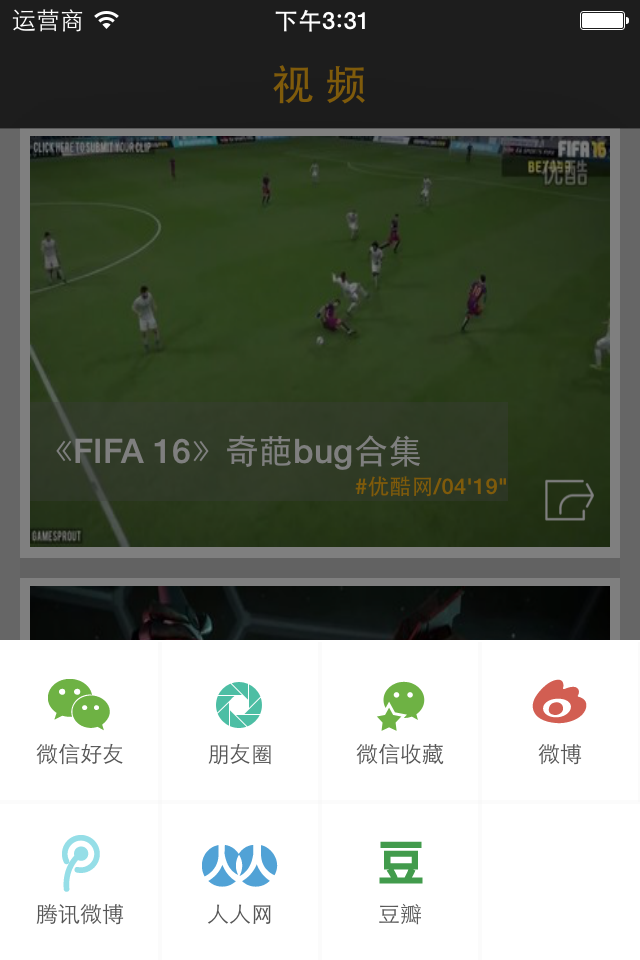 运营商 下午3:31
视频
CLICK HERE TO SUBMIT YOUR CLIP
FIFA 16
优酷
《FIFA 16》奇葩bug合集
#优酷网/04'19"
GAMESPROUT
微信好友 朋友圈 微信收藏 微博
腾讯微博 人人网 豆瓣